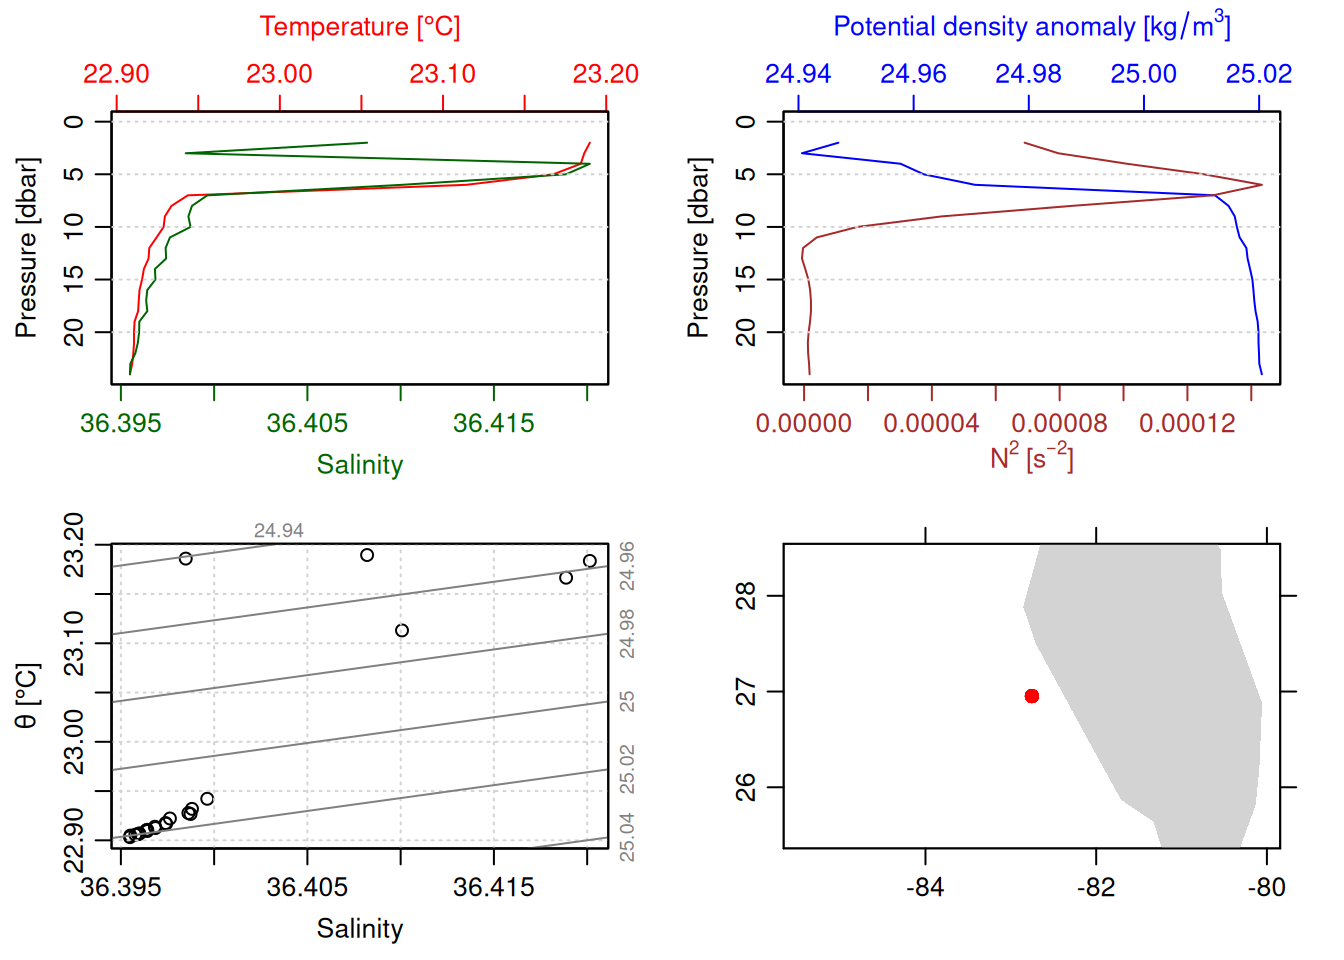 Temperature [°C]
22.90 23.00 23.10 23.20
Pressure [dbar]
0
5
10
15
20
36.395 36.405 36.415
Salinity
Potential density anomaly [kg/m³]
24.94 24.96 24.98 25.00 25.02
Pressure [dbar]
0
5
10
15
20
0.00000 0.00004 0.00008 0.00012
N² [s⁻²]
24.94
θ [°C]
23.20
23.10
23.00
22.90
24.96
24.98
25
25.02
25.04
36.395 36.405 36.415
Salinity
28
27
26
-84 -82 -80